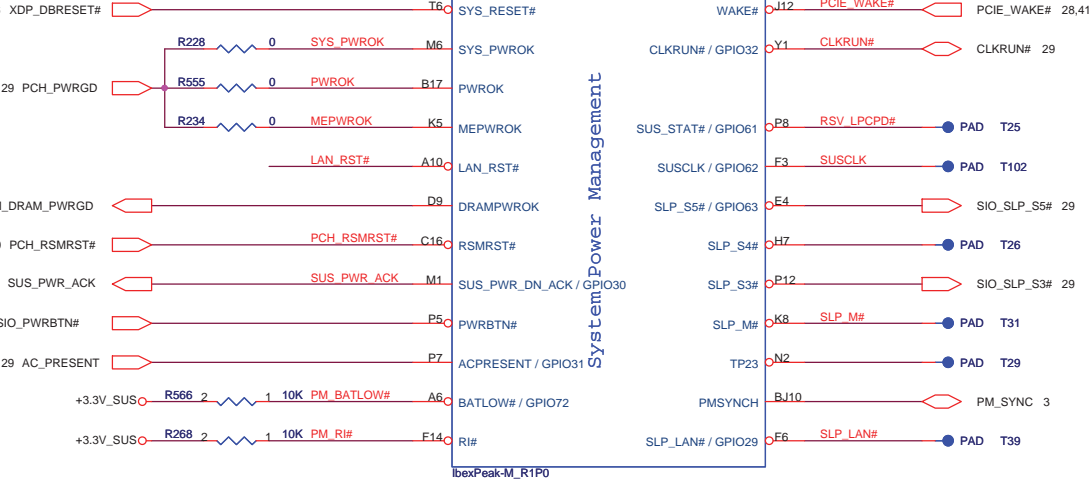 XDP_DBRESET# T6 SYS_RESET# WAKE# J12 PCIE_WAKE# PCIE_WAKE# 28,41
R228 0 SYS_PWROK M6 SYS_PWROK CLKRUN# / GPIO32 Y1 CLKRUN# CLKRUN# 29
29 PCH_PWRGD R555 0 PWROK B17 PWROK
R234 0 MEPWROK K5 MEPWROK SUS_STAT# / GPIO61 P8 RSV_LPCPD# PAD T25
LAN_RST# A10 LAN_RST# SUSCLK / GPIO62 F3 SUSCLK PAD T102
_DRAM_PWRGD D9 DRAMPWROK SLP_S5# / GPIO63 E4 SIO_SLP_S5# 29
PCH_RSMRST# PCH_RSMRST# C16 RSMRST# SLP_S4# H7 PAD T26
SUS_PWR_ACK SUS_PWR_ACK M1 SUS_PWR_DN_ACK / GPIO30 SLP_S3# P12 SIO_SLP_S3# 29
SIO_PWRBTN# P5 PWRBTN# SLP_M# K8 SLP_M# PAD T31
29 AC_PRESENT P7 ACPRESENT / GPIO31 TP23 N2 PAD T29
+3.3V_SUS R566 2 1 10K PM_BATLOW# A6 BATLOW# / GPIO72 PMSYNCH BJ10 PM_SYNC 3
+3.3V_SUS R268 2 1 10K PM_RI# F14 RI# SLP_LAN# / GPIO29 F6 SLP_LAN# PAD T39
System Power Management
IbexPeak-M_R1P0